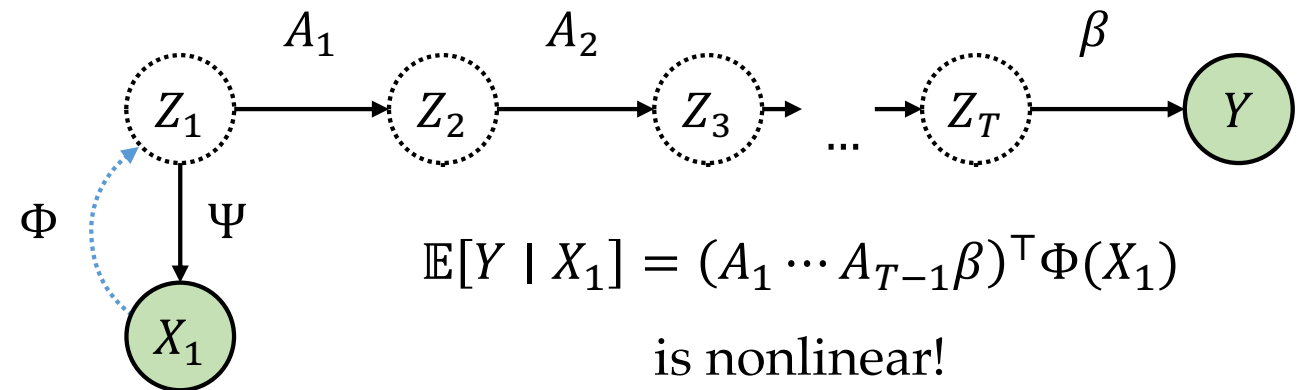 A₁ A₂ β
Z₁ Z₂ Z₃ ... Z_T Y
Φ Ψ
𝔼[Y | X₁] = (A₁ ⋯ A_{T−1}β)^⊤Φ(X₁)
X₁
is nonlinear!